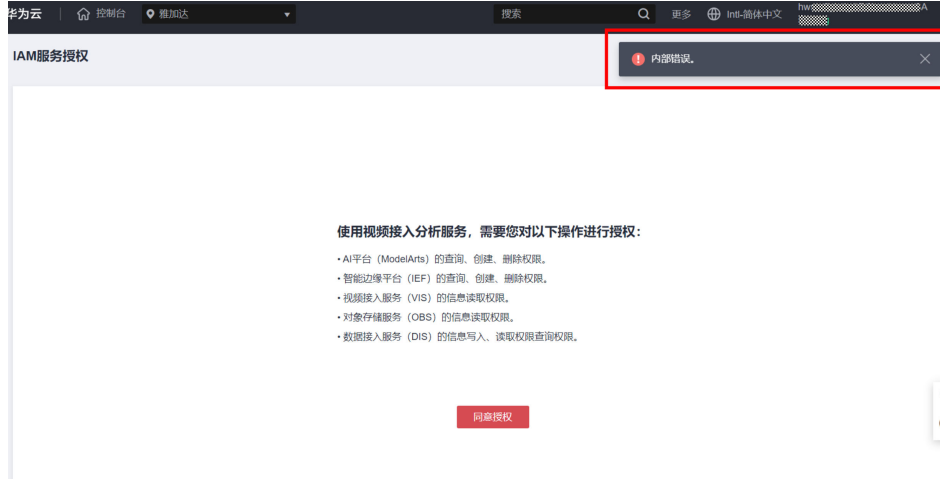 华为云 控制台 雅加达 搜索 更多 Intl-简体中文
IAM服务授权
内部错误。
使用视频接入分析服务，需要您对以下操作进行授权：
• AI平台（ModelArts）的查询、创建、删除权限。
• 智能边缘平台（IEF）的查询、创建、删除权限。
• 视频接入服务（VIS）的信息读取权限。
• 对象存储服务（OBS）的信息读取权限。
• 数据接入服务（DIS）的信息写入、读取权限查询权限。
同意授权